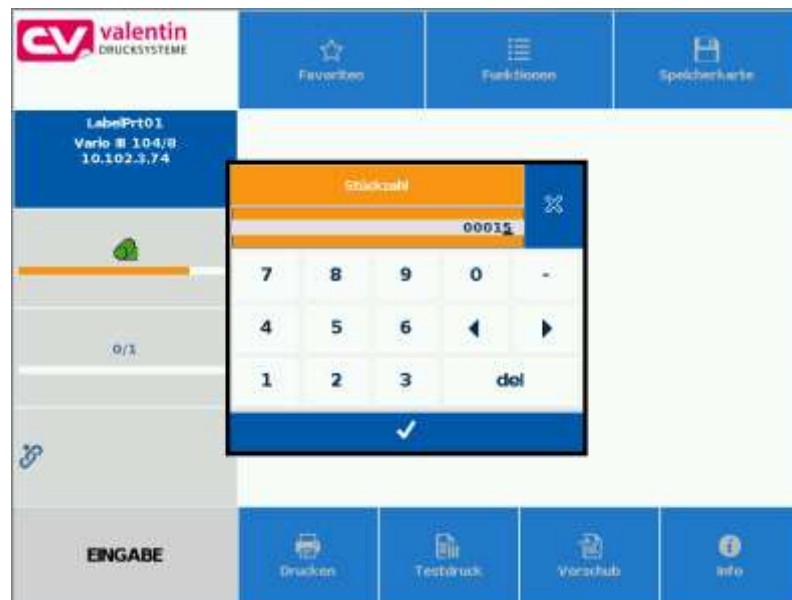 valentin
DRUCKSYSTEME
Favoriten
Funktionen
Speicherkarte
LabelPrt01
Vario III 104/8
10.102.3.74
Stückzahl
00015
7 8 9 0 -
4 5 6
0/1
1 2 3 del
EINGABE
Drucken
Testdruck
Vorschub
Info